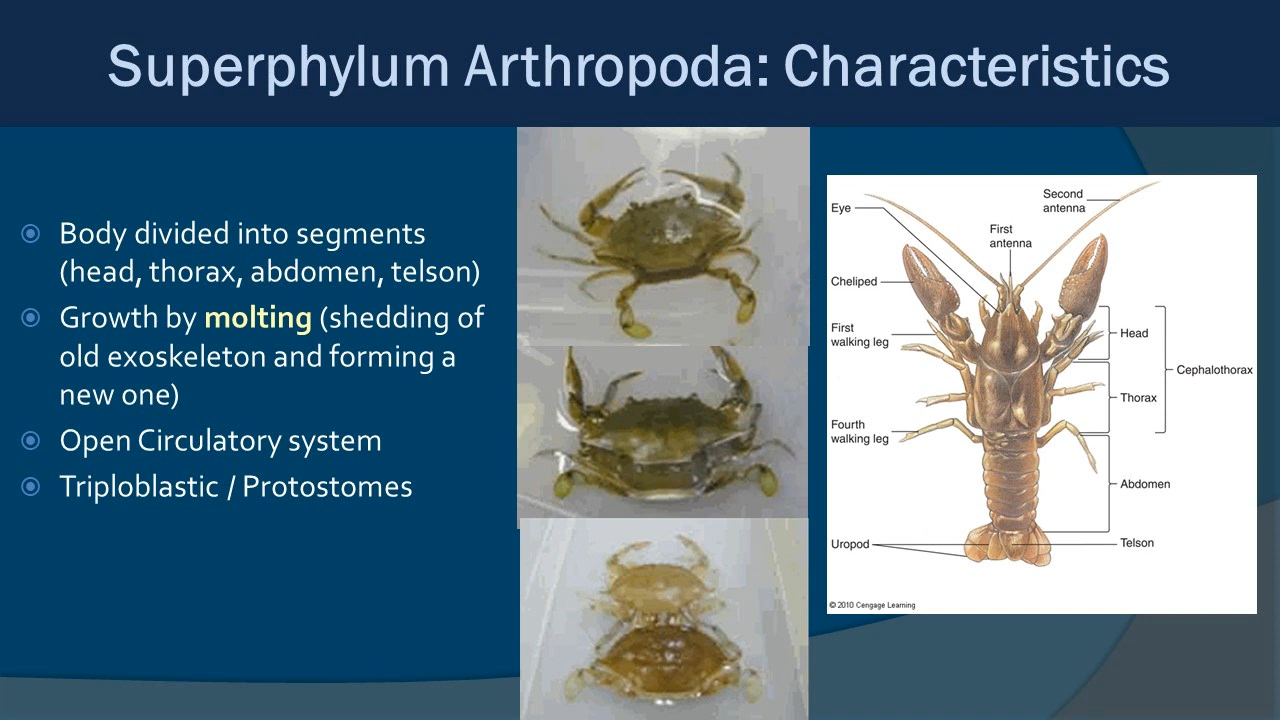 Superphylum Arthropoda: Characteristics
Body divided into segments
(head, thorax, abdomen, telson)
Growth by molting (shedding of
old exoskeleton and forming a
new one)
Open Circulatory system
Triploblastic / Protostomes
Eye
Second
antenna
First
antenna
Cheliped
First
walking leg
Head
Cephalothorax
Thorax
Fourth
walking leg
Abdomen
Uropod
Telson
© 2010 Cengage Learning